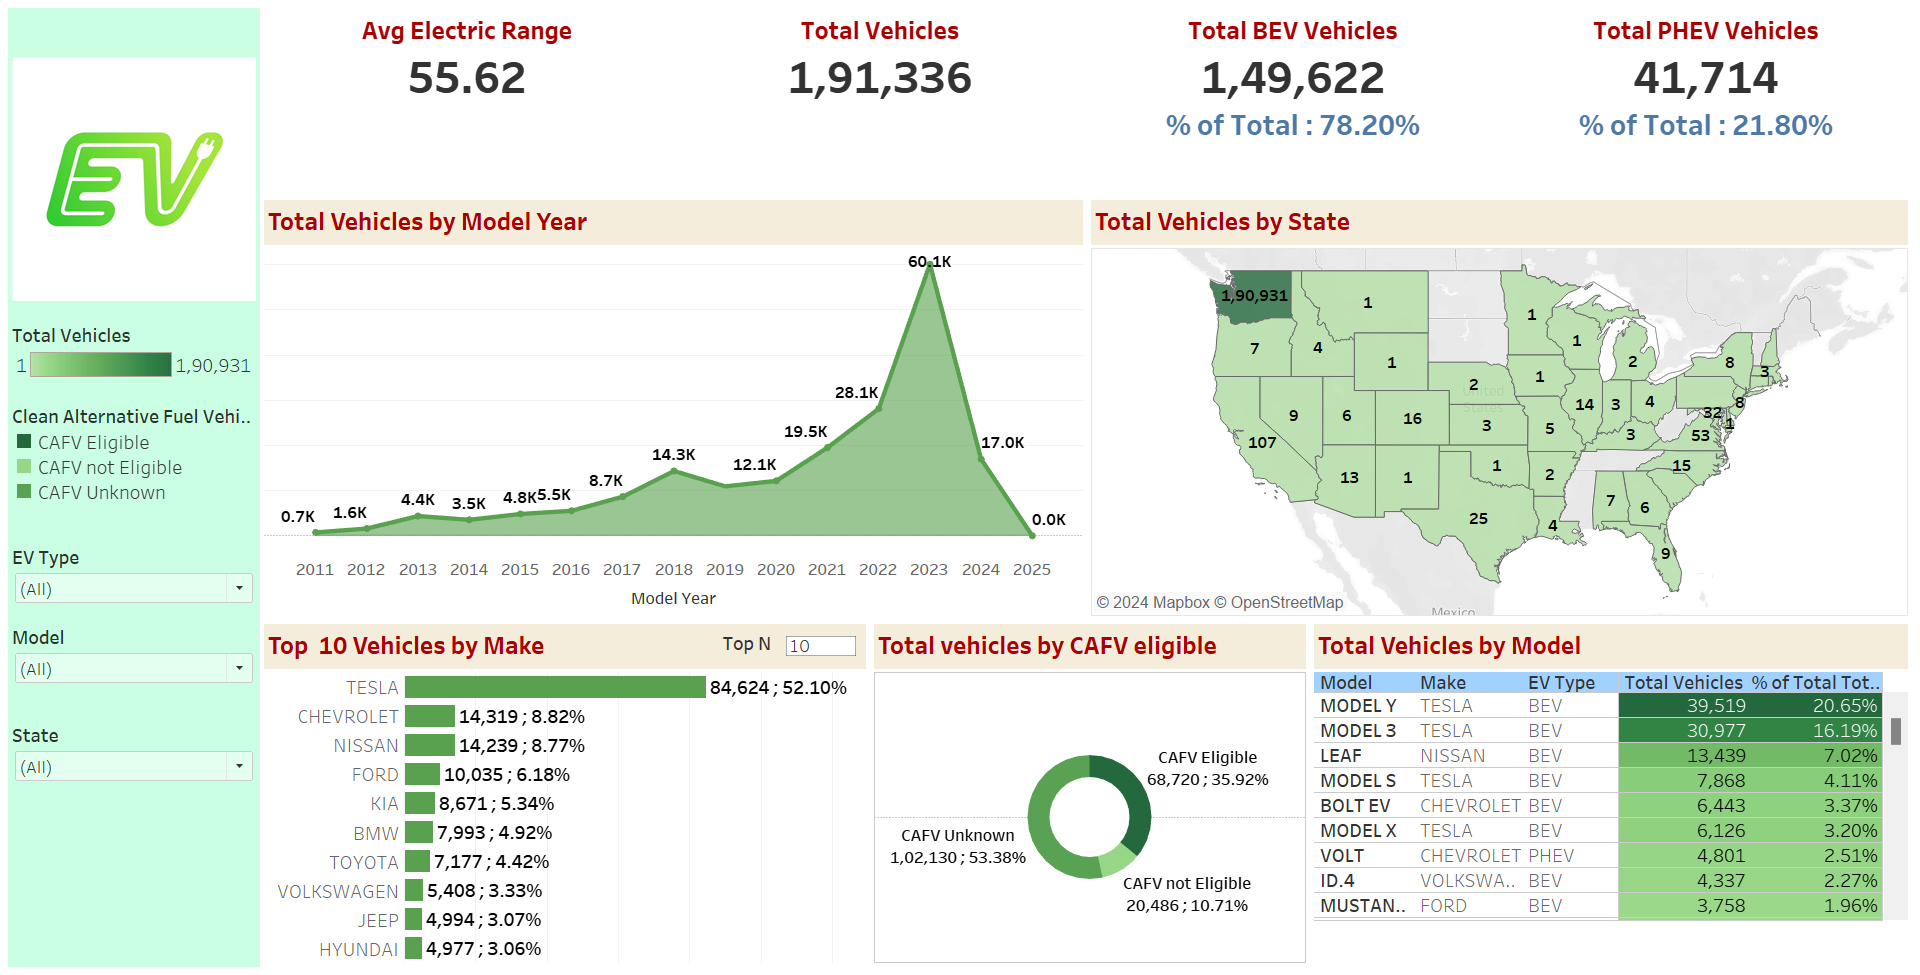 Avg Electric Range
55.62
Total Vehicles
1,91,336
Total BEV Vehicles
1,49,622
% of Total : 78.20%
Total PHEV Vehicles
41,714
% of Total : 21.80%
EV
Total Vehicles
1 1,90,931
Clean Alternative Fuel Vehi..
CAFV Eligible
CAFV not Eligible
CAFV Unknown
EV Type
(All)
Model
(All)
State
(All)
Total Vehicles by Model Year
60.1K
28.1K
19.5K
17.0K
14.3K
12.1K
8.7K
4.4K 3.5K 4.8K 5.5K
0.7K 1.6K 0.0K
2011 2012 2013 2014 2015 2016 2017 2018 2019 2020 2021 2022 2023 2024 2025
Model Year
Total Vehicles by State
1,90,931 1
1 1
7 4 1 2 8
2 1 3
9 6 16 3 14 3 4 32 8 1
107 5 3 53
13 1 1 2 15
25 4 7 6
9
United States
Mexico
© 2024 Mapbox © OpenStreetMap
Top 10 Vehicles by Make
Top N 10
TESLA 84,624 ; 52.10%
CHEVROLET 14,319 ; 8.82%
NISSAN 14,239 ; 8.77%
FORD 10,035 ; 6.18%
KIA 8,671 ; 5.34%
BMW 7,993 ; 4.92%
TOYOTA 7,177 ; 4.42%
VOLKSWAGEN 5,408 ; 3.33%
JEEP 4,994 ; 3.07%
HYUNDAI 4,977 ; 3.06%
Total vehicles by CAFV eligible
CAFV Eligible
68,720 ; 35.92%
CAFV Unknown
1,02,130 ; 53.38%
CAFV not Eligible
20,486 ; 10.71%
Total Vehicles by Model
Model Make EV Type Total Vehicles % of Total Tot..
MODEL Y TESLA BEV 39,519 20.65%
MODEL 3 TESLA BEV 30,977 16.19%
LEAF NISSAN BEV 13,439 7.02%
MODEL S TESLA BEV 7,868 4.11%
BOLT EV CHEVROLET BEV 6,443 3.37%
MODEL X TESLA BEV 6,126 3.20%
VOLT CHEVROLET PHEV 4,801 2.51%
ID.4 VOLKSWA.. BEV 4,337 2.27%
MUSTAN.. FORD BEV 3,758 1.96%